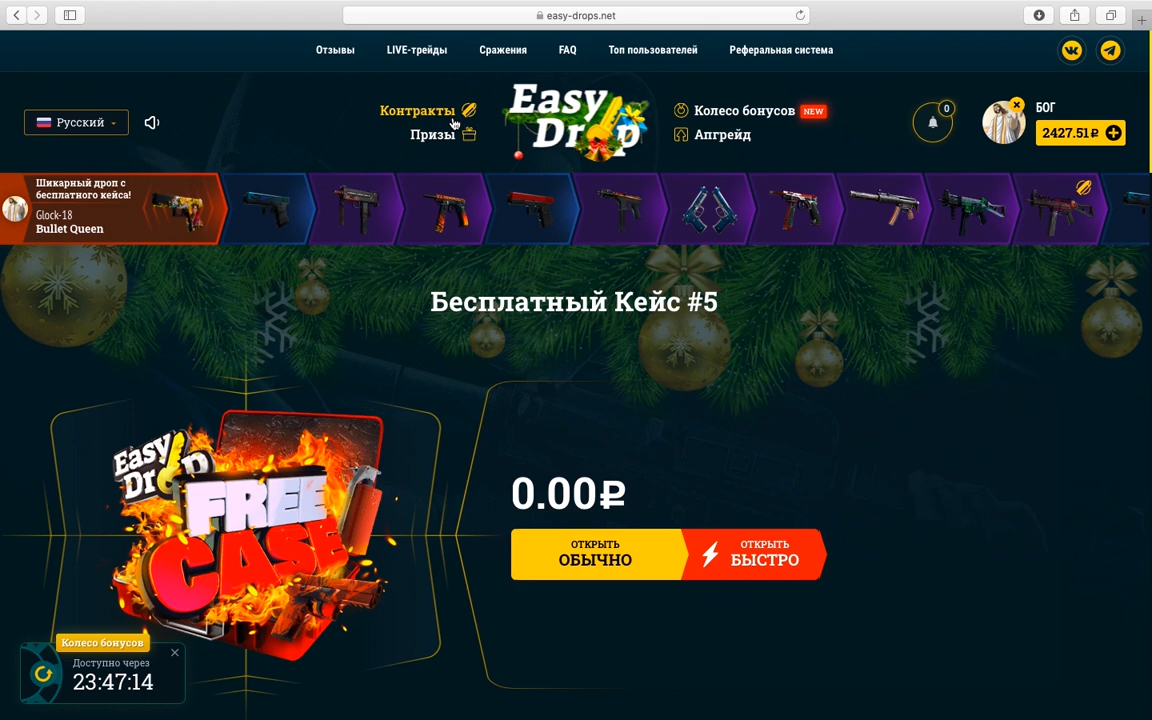 easy-drops.net
Отзывы LIVE-трейды Сражения FAQ Топ пользователей Реферальная система
Русский
Контракты
Призы
Easy
Drop
Колесо бонусов NEW
Апгрейд
0
БОГ
2427.51₽
Шикарный дроп с
бесплатного кейса!
Glock-18
Bullet Queen
Бесплатный Кейс #5
Easy
Drop
FREE
CASE
0.00₽
ОТКРЫТЬ
ОБЫЧНО
ОТКРЫТЬ
БЫСТРО
Колесо бонусов
Доступно через
23:47:14